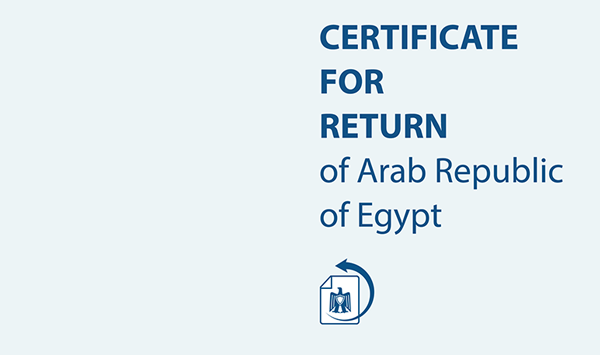 CERTIFICATE
FOR
RETURN
of Arab Republic
of Egypt